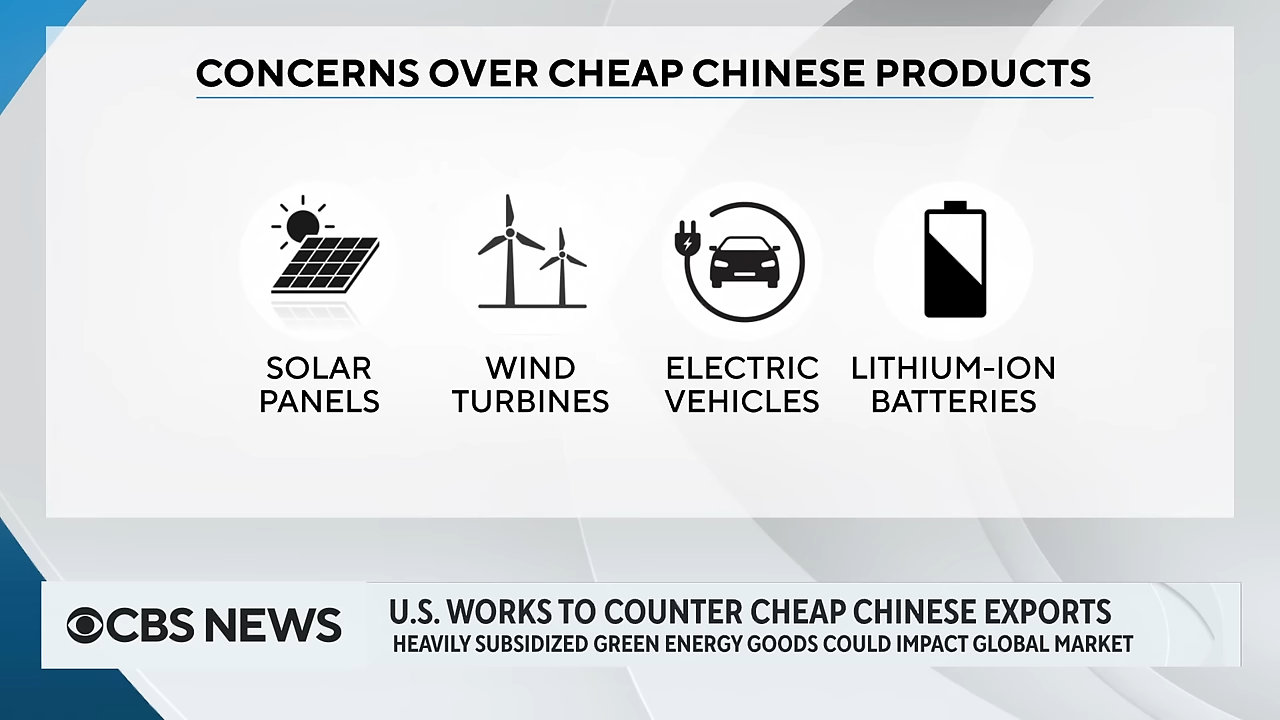 CONCERNS OVER CHEAP CHINESE PRODUCTS
SOLAR
PANELS
WIND
TURBINES
ELECTRIC
VEHICLES
LITHIUM-ION
BATTERIES
CBS NEWS
U.S. WORKS TO COUNTER CHEAP CHINESE EXPORTS
HEAVILY SUBSIDIZED GREEN ENERGY GOODS COULD IMPACT GLOBAL MARKET